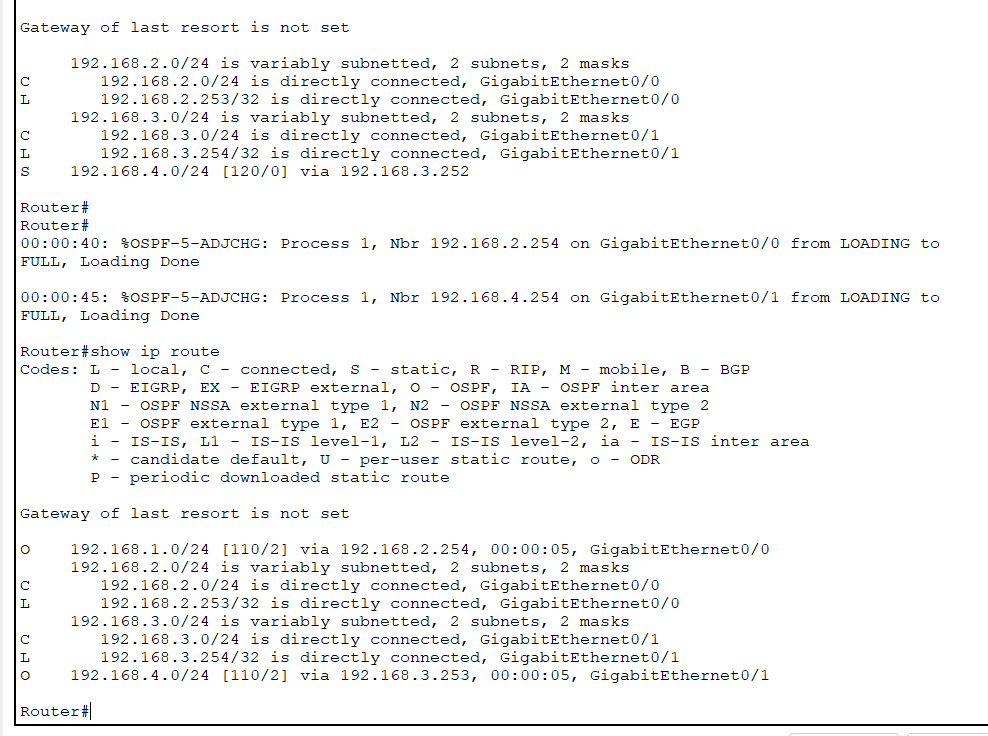 Gateway of last resort is not set
192.168.2.0/24 is variably subnetted, 2 subnets, 2 masks
C 192.168.2.0/24 is directly connected, GigabitEthernet0/0
L 192.168.2.253/32 is directly connected, GigabitEthernet0/0
192.168.3.0/24 is variably subnetted, 2 subnets, 2 masks
C 192.168.3.0/24 is directly connected, GigabitEthernet0/1
L 192.168.3.254/32 is directly connected, GigabitEthernet0/1
S 192.168.4.0/24 [120/0] via 192.168.3.252
Router#
Router#
00:00:40: %OSPF-5-ADJCHG: Process 1, Nbr 192.168.2.254 on GigabitEthernet0/0 from LOADING to
FULL, Loading Done
00:00:45: %OSPF-5-ADJCHG: Process 1, Nbr 192.168.4.254 on GigabitEthernet0/1 from LOADING to
FULL, Loading Done
Router#show ip route
Codes: L - local, C - connected, S - static, R - RIP, M - mobile, B - BGP
D - EIGRP, EX - EIGRP external, O - OSPF, IA - OSPF inter area
N1 - OSPF NSSA external type 1, N2 - OSPF NSSA external type 2
E1 - OSPF external type 1, E2 - OSPF external type 2, E - EGP
i - IS-IS, L1 - IS-IS level-1, L2 - IS-IS level-2, ia - IS-IS inter area
* - candidate default, U - per-user static route, o - ODR
P - periodic downloaded static route
Gateway of last resort is not set
O 192.168.1.0/24 [110/2] via 192.168.2.254, 00:00:05, GigabitEthernet0/0
192.168.2.0/24 is variably subnetted, 2 subnets, 2 masks
C 192.168.2.0/24 is directly connected, GigabitEthernet0/0
L 192.168.2.253/32 is directly connected, GigabitEthernet0/0
192.168.3.0/24 is variably subnetted, 2 subnets, 2 masks
C 192.168.3.0/24 is directly connected, GigabitEthernet0/1
L 192.168.3.254/32 is directly connected, GigabitEthernet0/1
O 192.168.4.0/24 [110/2] via 192.168.3.253, 00:00:05, GigabitEthernet0/1
Router#